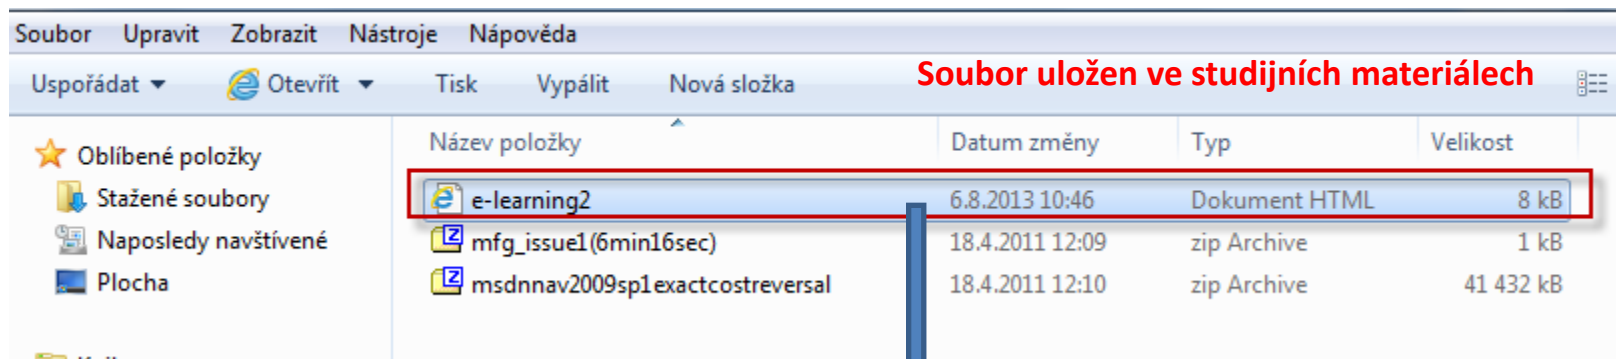 Soubor Upravit Zobrazit Nástroje Nápověda
Uspořádat Otevřít Tisk Vypálit Nová složka Soubor uložen ve studijních materiálech
Oblíbené položky
Stažené soubory
Naposledy navštívené
Plocha
Název položky Datum změny Typ Velikost
e-learning2 6.8.2013 10:46 Dokument HTML 8 kB
mfg_issue1(6min16sec) 18.4.2011 12:09 zip Archive 1 kB
msdnnav2009sp1exactcostreversal 18.4.2011 12:10 zip Archive 41 432 kB